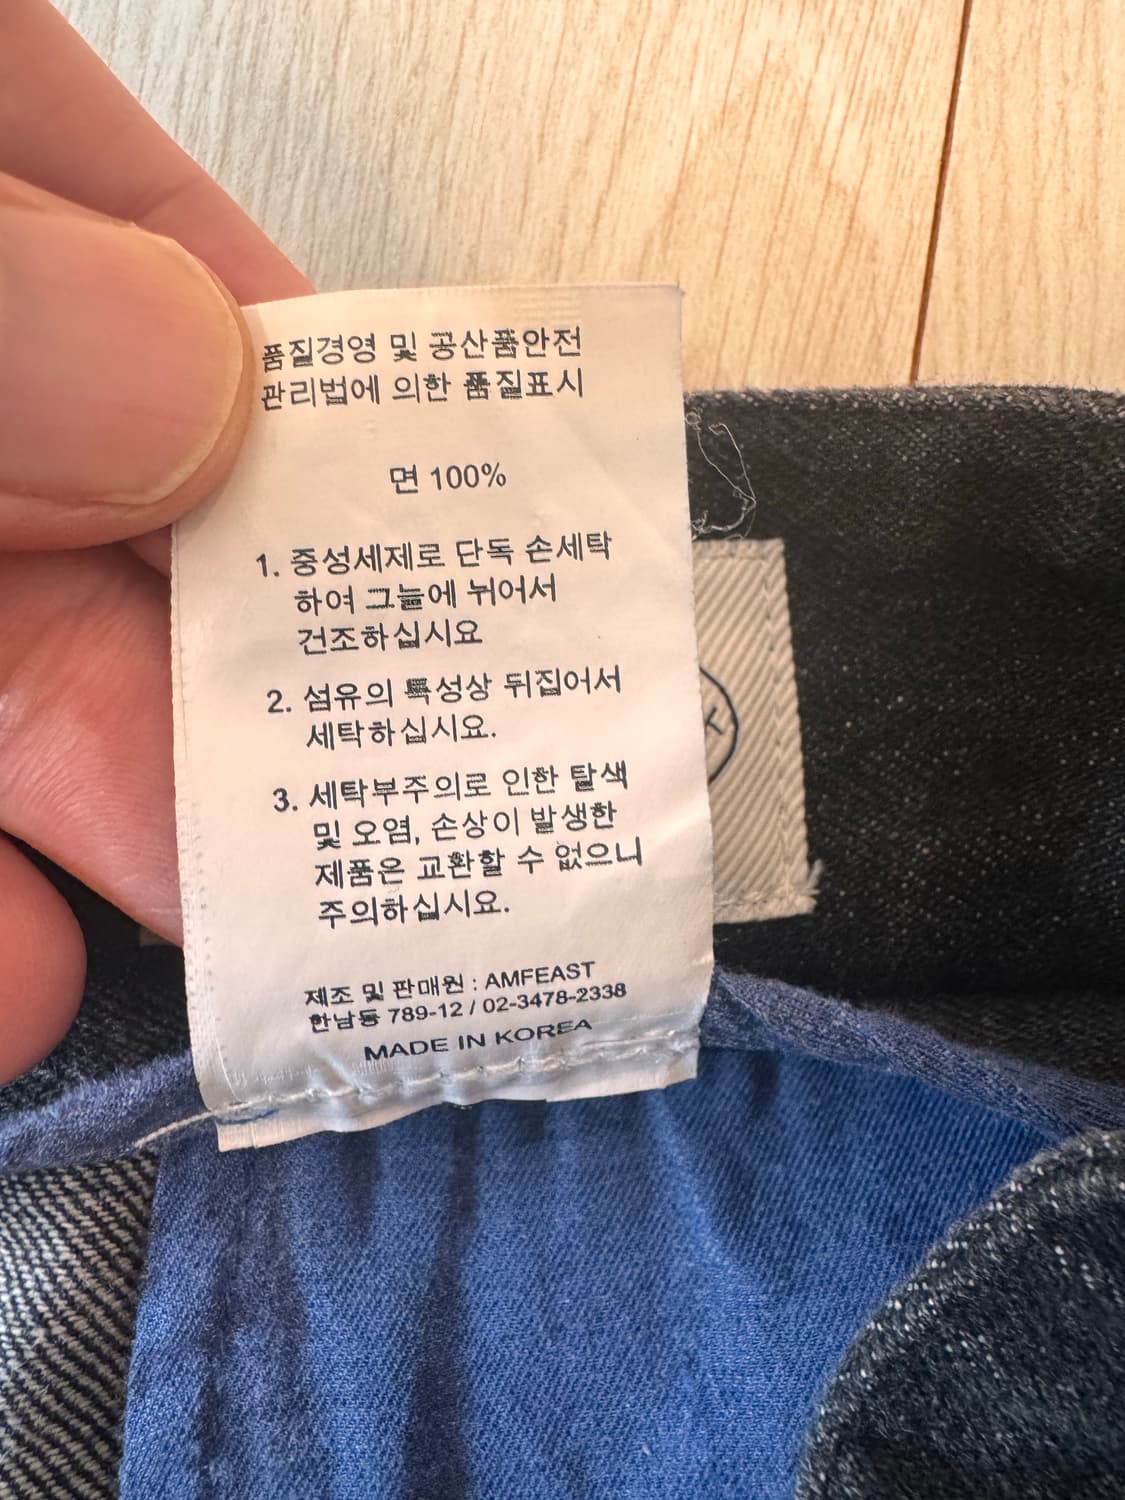 품질경영 및 공산품안전
관리법에 의한 품질표시
면 100%
1. 중성세제로 단독 손세탁
하여 그늘에 뉘어서
건조하십시요
2. 섬유의 특성상 뒤집어서
세탁하십시요.
3. 세탁부주의로 인한 탈색
및 오염, 손상이 발생한
제품은 교환할 수 없으니
주의하십시요.
제조 및 판매원 : AMFEAST
한남동 789-12 / 02-3478-2338
MADE IN KOREA